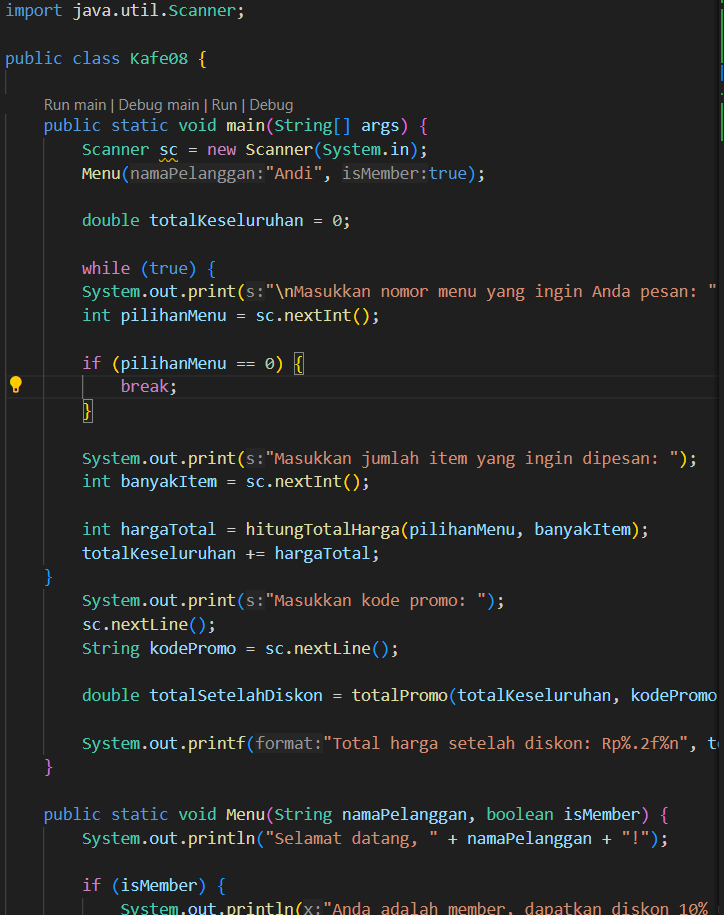 import java.util.Scanner;
public class Kafe08 {
Run main | Debug main | Run | Debug
public static void main(String[] args) {
Scanner sc = new Scanner(System.in);
Menu(namaPelanggan:"Andi", isMember:true);
double totalKeseluruhan = 0;
while (true) {
System.out.print(s:"\nMasukkan nomor menu yang ingin Anda pesan: "
int pilihanMenu = sc.nextInt();
if (pilihanMenu == 0) {
break;
}
System.out.print(s:"Masukkan jumlah item yang ingin dipesan: ");
int banyakItem = sc.nextInt();
int hargaTotal = hitungTotalHarga(pilihanMenu, banyakItem);
totalKeseluruhan += hargaTotal;
}
System.out.print(s:"Masukkan kode promo: ");
sc.nextLine();
String kodePromo = sc.nextLine();
double totalSetelahDiskon = totalPromo(totalKeseluruhan, kodePromo
System.out.printf(format:"Total harga setelah diskon: Rp%.2f%n", to
}
public static void Menu(String namaPelanggan, boolean isMember) {
System.out.println("Selamat datang, " + namaPelanggan + "!");
if (isMember) {
System.out.println(x:"Anda adalah member, dapatkan diskon 10%